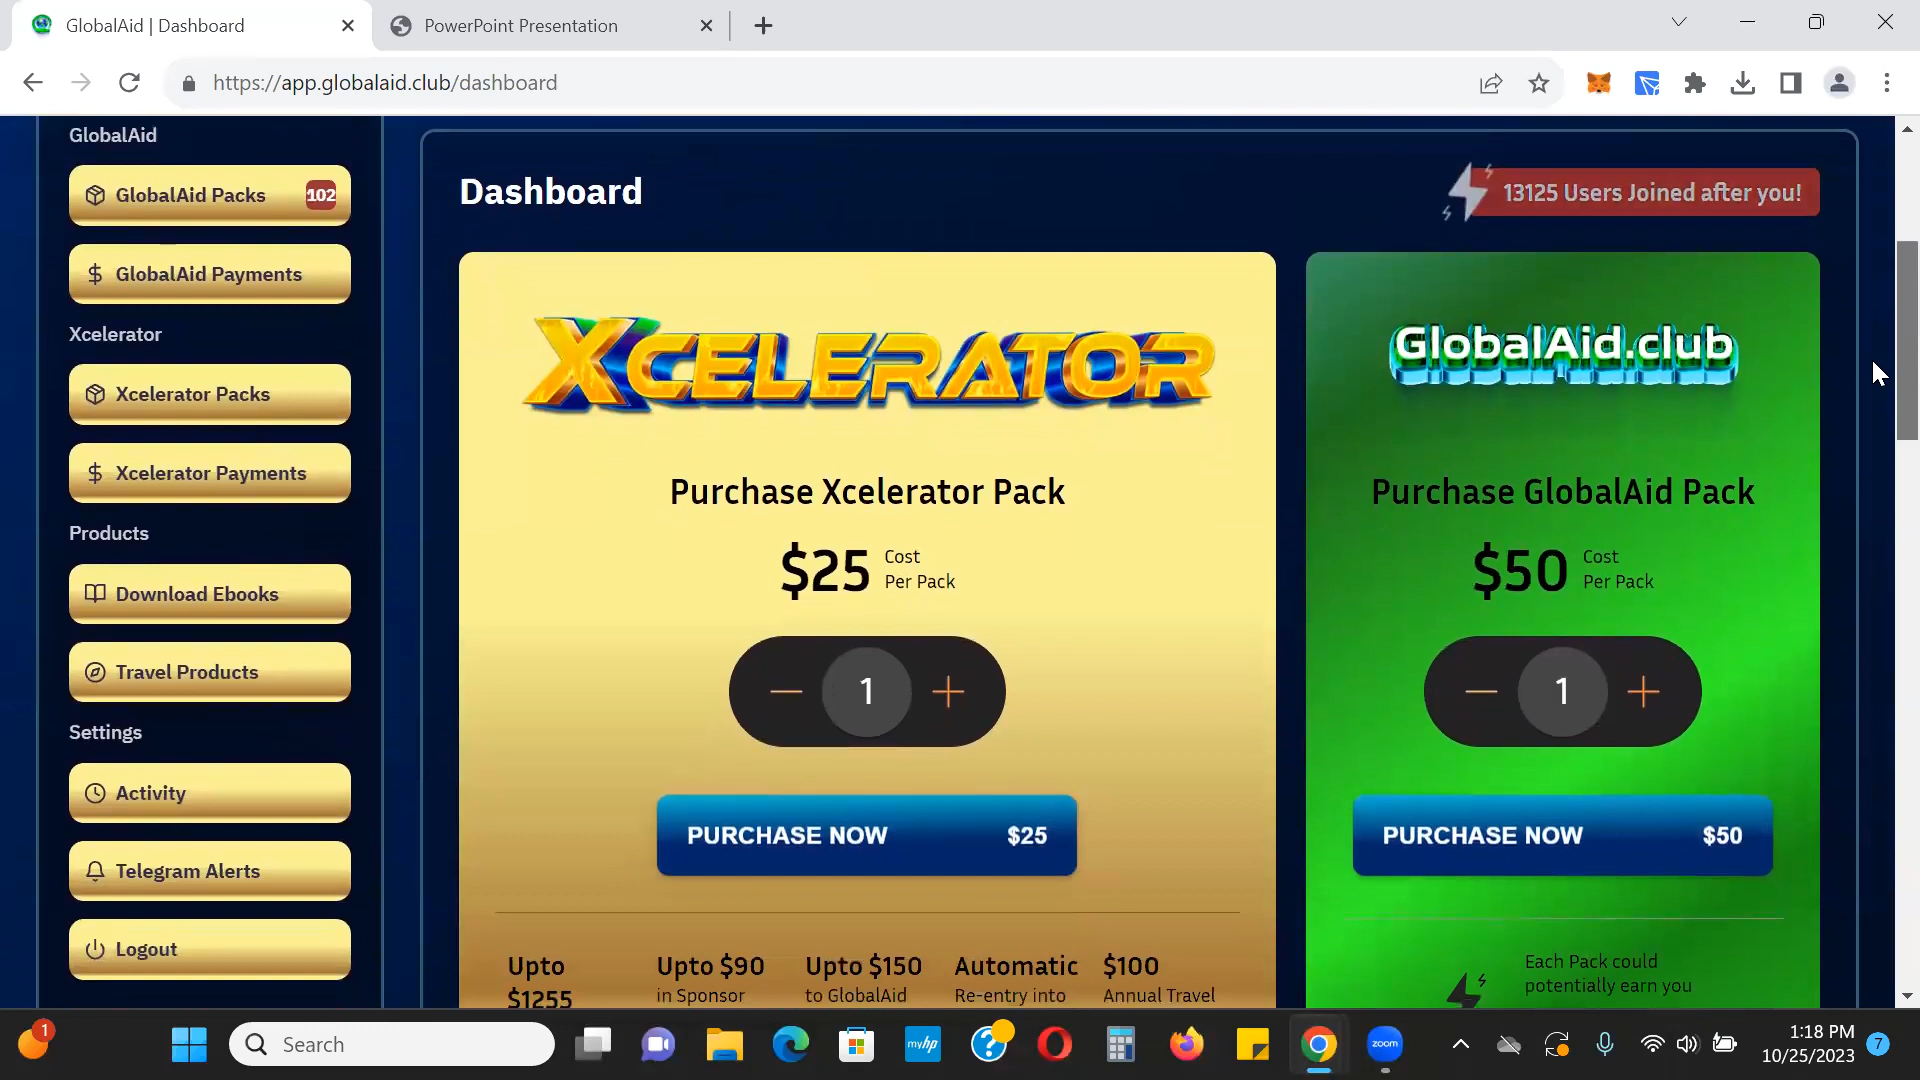 GlobalAid | Dashboard
PowerPoint Presentation
https://app.globalaid.club/dashboard
GlobalAid
GlobalAid Packs 102
GlobalAid Payments
Xcelerator
Xcelerator Packs
Xcelerator Payments
Products
Download Ebooks
Travel Products
Settings
Activity
Telegram Alerts
Logout
Dashboard
13125 Users Joined after you!
XCELERATOR
Purchase Xcelerator Pack
$25 Cost
Per Pack
1
PURCHASE NOW $25
Upto $1255
Upto $90 in Sponsor
Upto $150 to GlobalAid
Automatic Re-entry into
$100 Annual Travel
GlobalAid.club
Purchase GlobalAid Pack
$50 Cost
Per Pack
1
PURCHASE NOW $50
Each Pack could
potentially earn you
1
Search
myhp
zoom
1:18 PM
10/25/2023
7